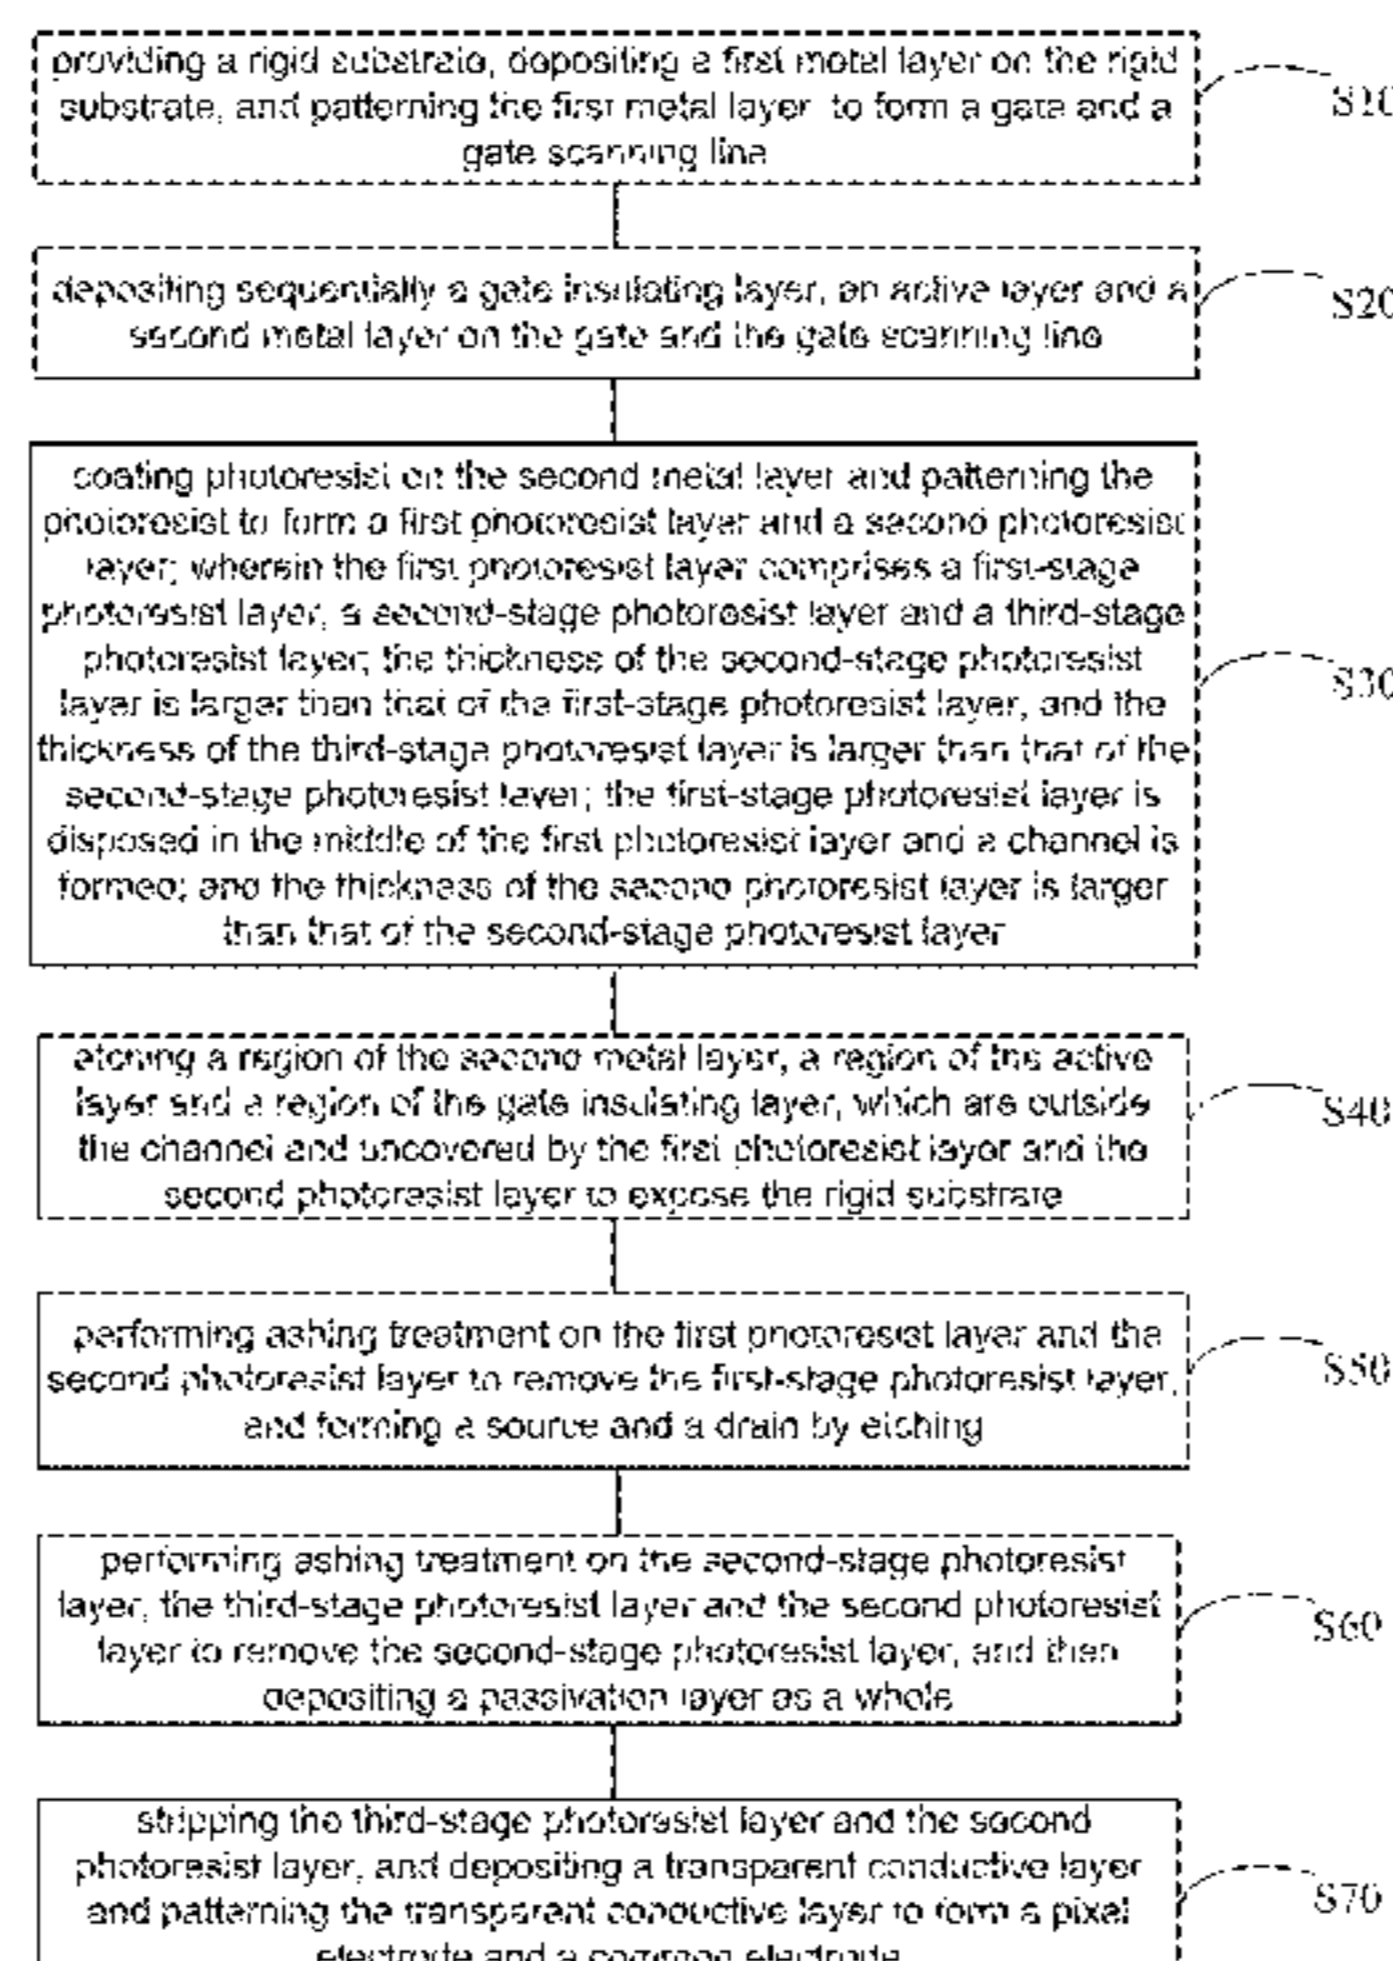 providing a rigid substrate, depositing a first metal layer on the rigid
substrate, and patterning the first metal layer to form a gate and a
gate scanning line
S10
depositing sequentially a gate insulating layer, an active layer and a
second metal layer on the gate and the gate scanning line
S20
coating photoresist on the second metal layer and patterning the
photoresist to form a first photoresist layer and a second photoresist
layer; wherein the first photoresist layer comprises a first-stage
photoresist layer, a second-stage photoresist layer and a third-stage
photoresist layer; the thickness of the second-stage photoresist
layer is larger than that of the first-stage photoresist layer, and the
thickness of the third-stage photoresist layer is larger than that of the
second-stage photoresist layer; the first-stage photoresist layer is
disposed in the middle of the first photoresist layer and a channel is
formed; and the thickness of the second photoresist layer is larger
than that of the second-stage photoresist layer
S30
etching a region of the second metal layer, a region of the active
layer and a region of the gate insulating layer, which are outside
the channel and uncovered by the first photoresist layer and the
second photoresist layer to expose the rigid substrate
S40
performing ashing treatment on the first photoresist layer and the
second photoresist layer to remove the first-stage photoresist layer,
and forming a source and a drain by etching
S50
performing ashing treatment on the second-stage photoresist
layer, the third-stage photoresist layer and the second photoresist
layer to remove the second-stage photoresist layer, and then
depositing a passivation layer as a whole
S60
stripping the third-stage photoresist layer and the second
photoresist layer, and depositing a transparent conductive layer
and patterning the transparent conductive layer to form a pixel
electrode and a common electrode
S70